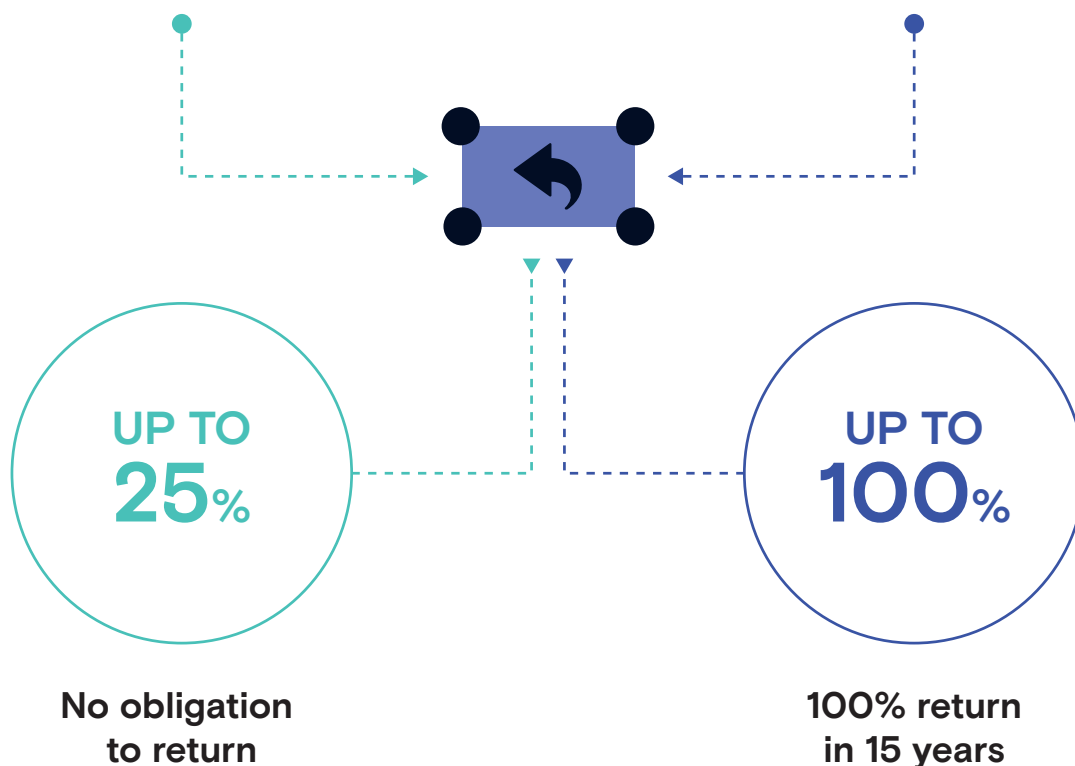 UP TO
25%
No obligation
to return
UP TO
100%
100% return
in 15 years